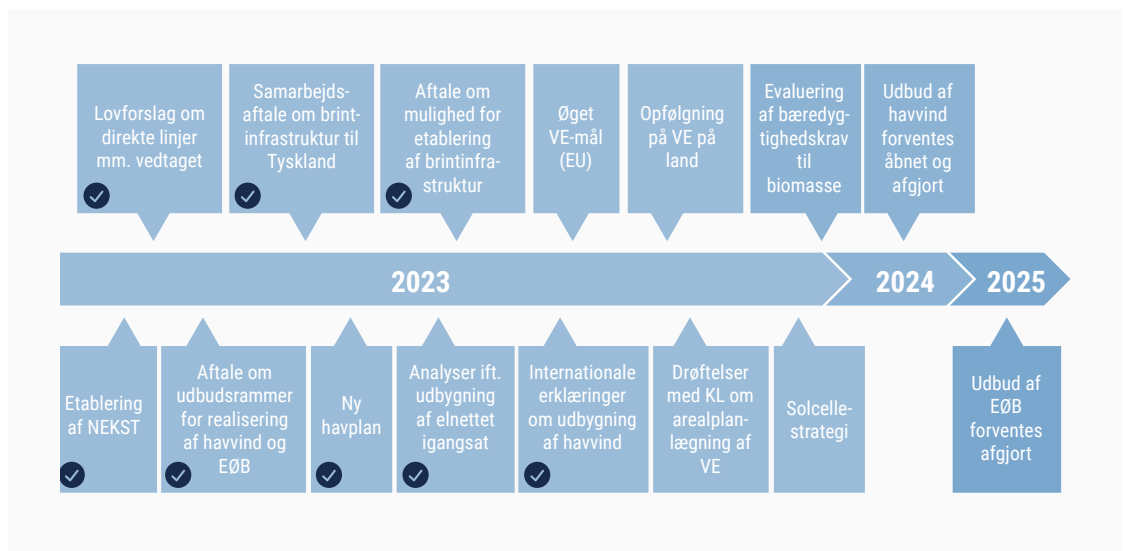 Lovforslag om
direkte linjer
mm. vedtaget
Samarbejds-
aftale om brint-
infrastruktur til
Tyskland
Aftale om
mulighed for
etablering
af brintinfra-
struktur
Øget
VE-mål
(EU)
Opfølgning
på VE på
land
Evaluering
af bæredyg-
tighedskrav
til
biomasse
Udbud af
havvind
forventes
åbnet og
afgjort
2023
2024
2025
Etablering
af NEKST
Aftale om
udbudsrammer
for realisering
af havvind og
EØB
Ny
havplan
Analyser ift.
udbygning
af elnettet
igangsat
Internationale
erklæringer
om udbygning
af havvind
Drøftelser
med KL om
arealplan-
lægning af
VE
Solcelle-
strategi
Udbud af
EØB
forventes
afgjort